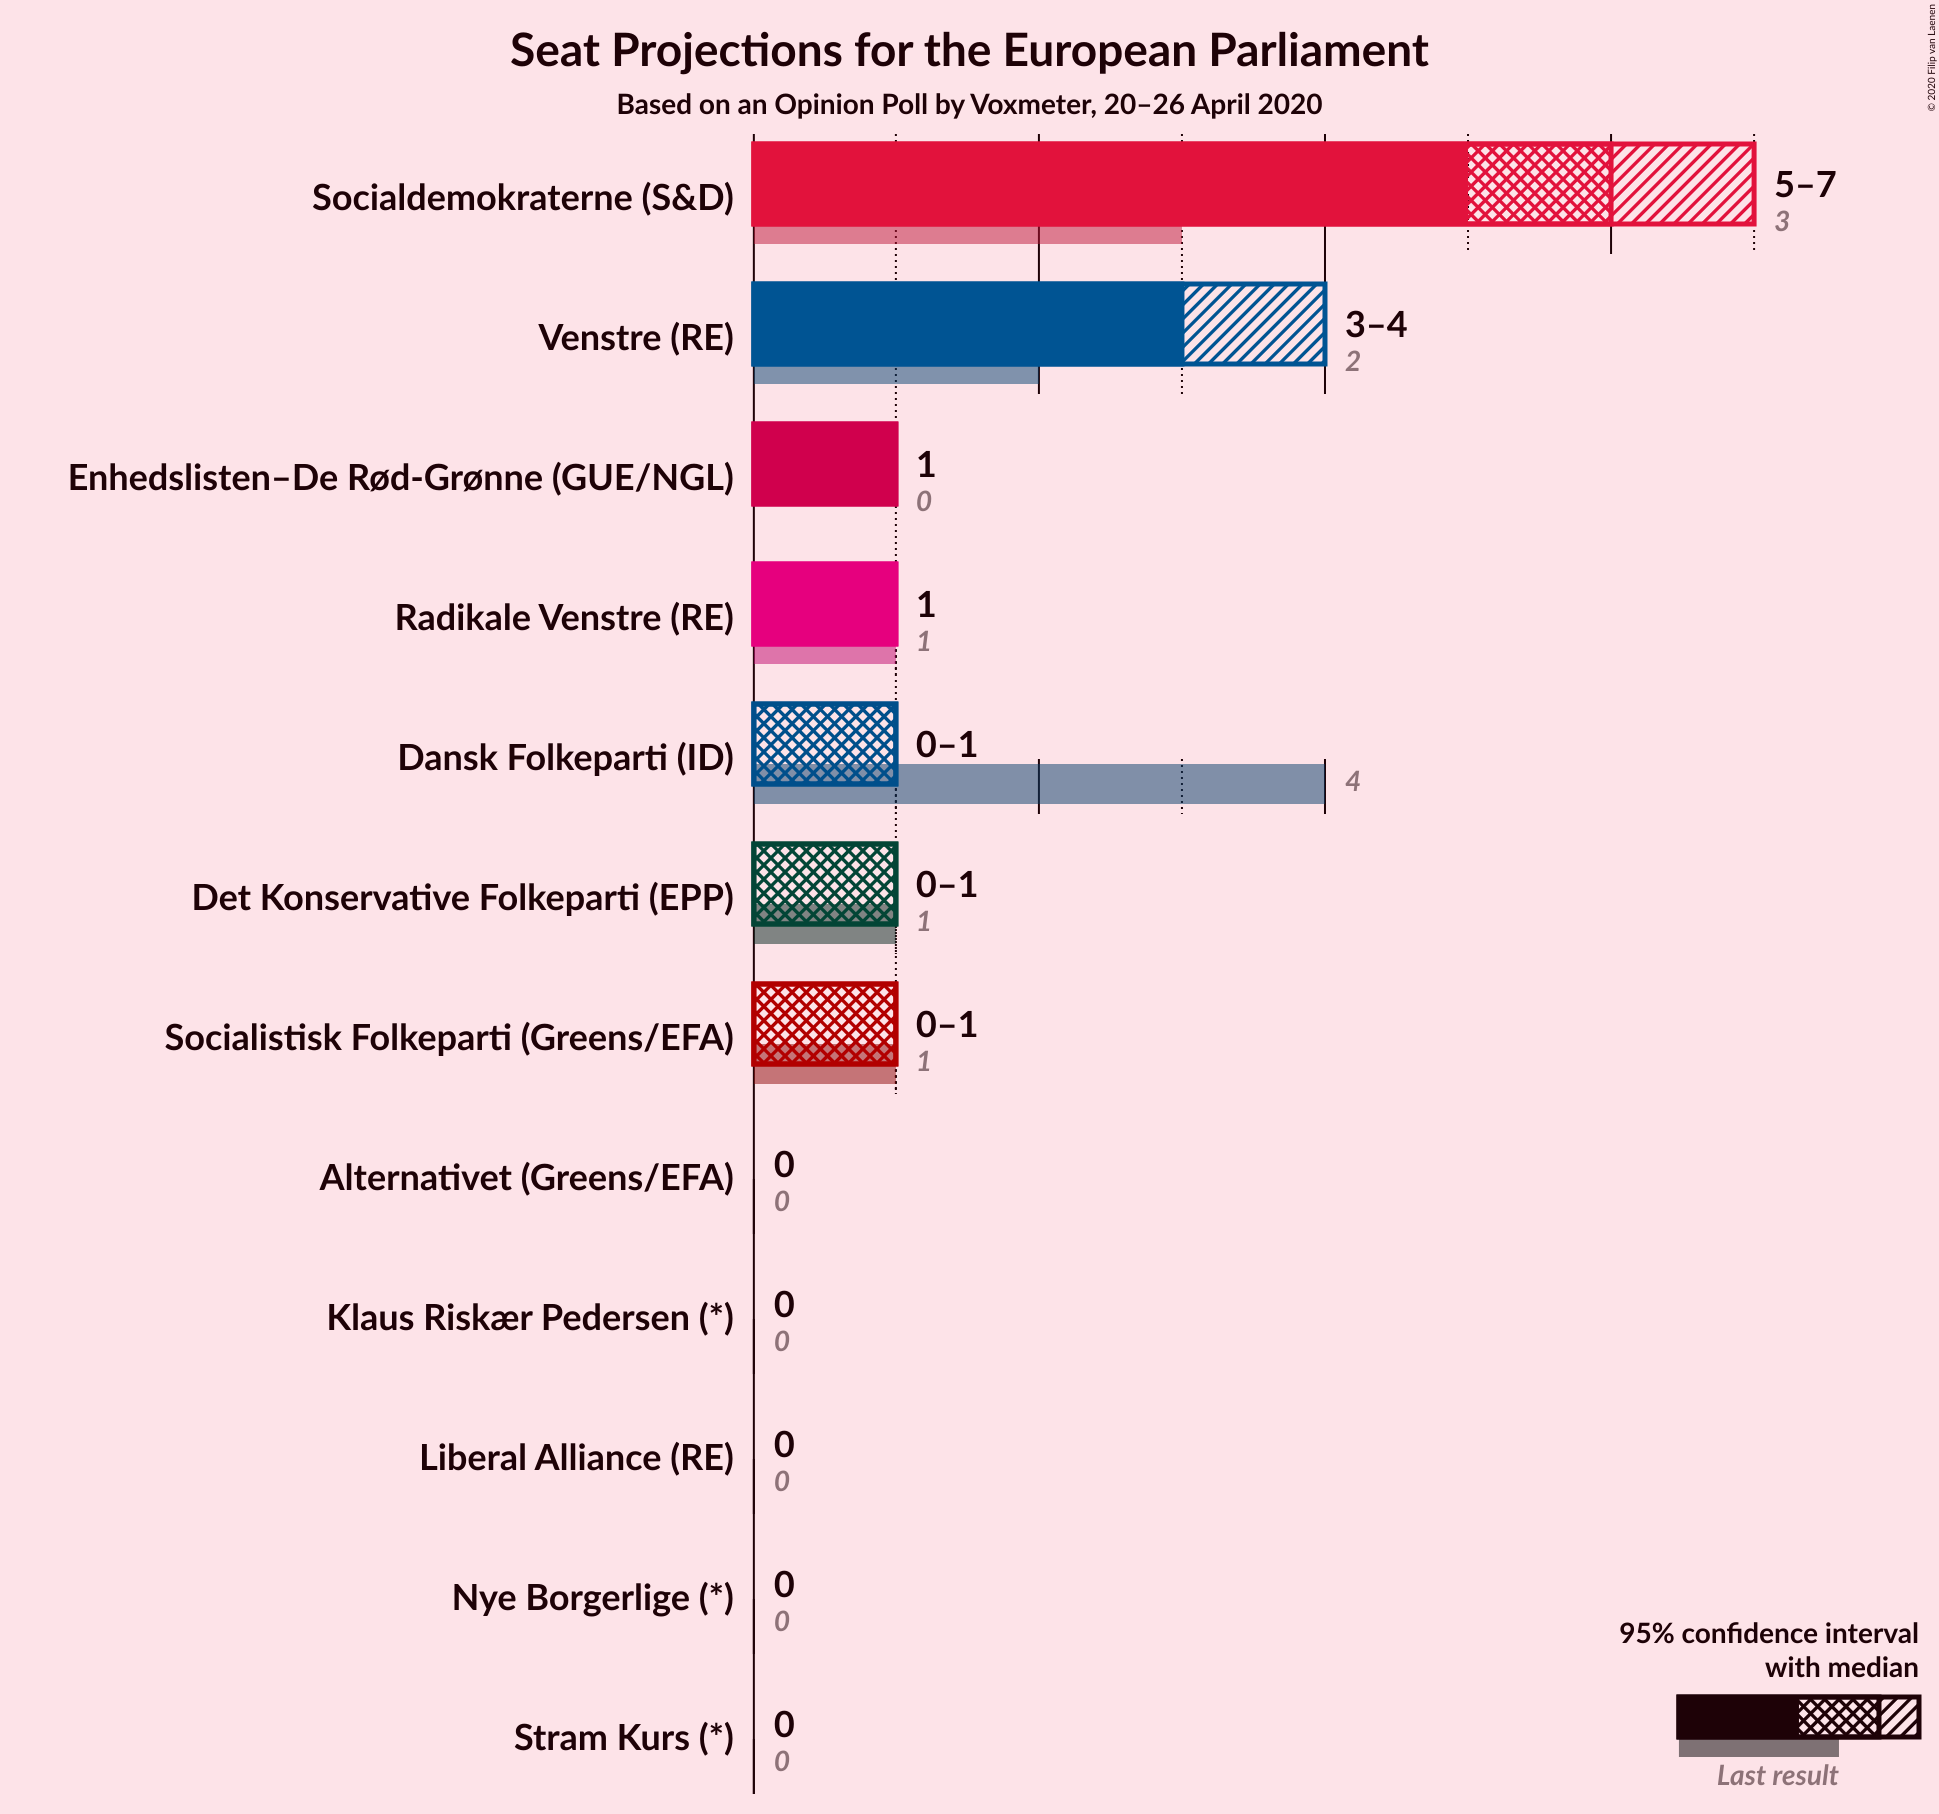 Seat Projections for the European Parliament
Based on an Opinion Poll by Voxmeter, 20–26 April 2020
© 2020 Filip van Laenen
Socialdemokraterne (S&D)
5–7
3
Venstre (RE)
3–4
2
Enhedslisten–De Rød-Grønne (GUE/NGL)
1
0
Radikale Venstre (RE)
1
1
Dansk Folkeparti (ID)
0–1
4
Det Konservative Folkeparti (EPP)
0–1
1
Socialistisk Folkeparti (Greens/EFA)
0–1
1
Alternativet (Greens/EFA)
0
0
Klaus Riskær Pedersen (*)
0
0
Liberal Alliance (RE)
0
0
Nye Borgerlige (*)
0
0
Stram Kurs (*)
0
0
95% confidence interval
with median
Last result